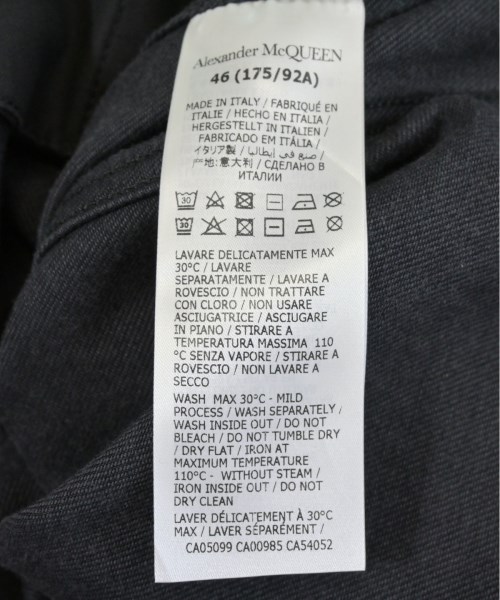 Alexander McQUEEN
46 (175/92A)
MADE IN ITALY / FABRIQUÉ EN
ITALIE / HECHO EN ITALIA /
HERGESTELLT IN ITALIEN /
FABRICADO EM ITÁLIA /
イタリア製 / صنع في إيطاليا /
产地:意大利 / СДЕЛАНО В
ИТАЛИИ
30
30
LAVARE DELICATAMENTE MAX
30°C / LAVARE
SEPARATAMENTE / LAVARE A
ROVESCIO / NON TRATTARE
CON CLORO / NON USARE
ASCIUGATRICE / ASCIUGARE
IN PIANO / STIRARE A
TEMPERATURA MASSIMA 110
°C SENZA VAPORE / STIRARE A
ROVESCIO / NON LAVARE A
SECCO
WASH MAX 30°C - MILD
PROCESS / WASH SEPARATELY /
WASH INSIDE OUT / DO NOT
BLEACH / DO NOT TUMBLE DRY
/ DRY FLAT / IRON AT
MAXIMUM TEMPERATURE
110°C - WITHOUT STEAM /
IRON INSIDE OUT / DO NOT
DRY CLEAN
LAVER DÉLICATEMENT À 30°C
MAX / LAVER SÉPARÉMENT /
CA05099 CA00985 CA54052